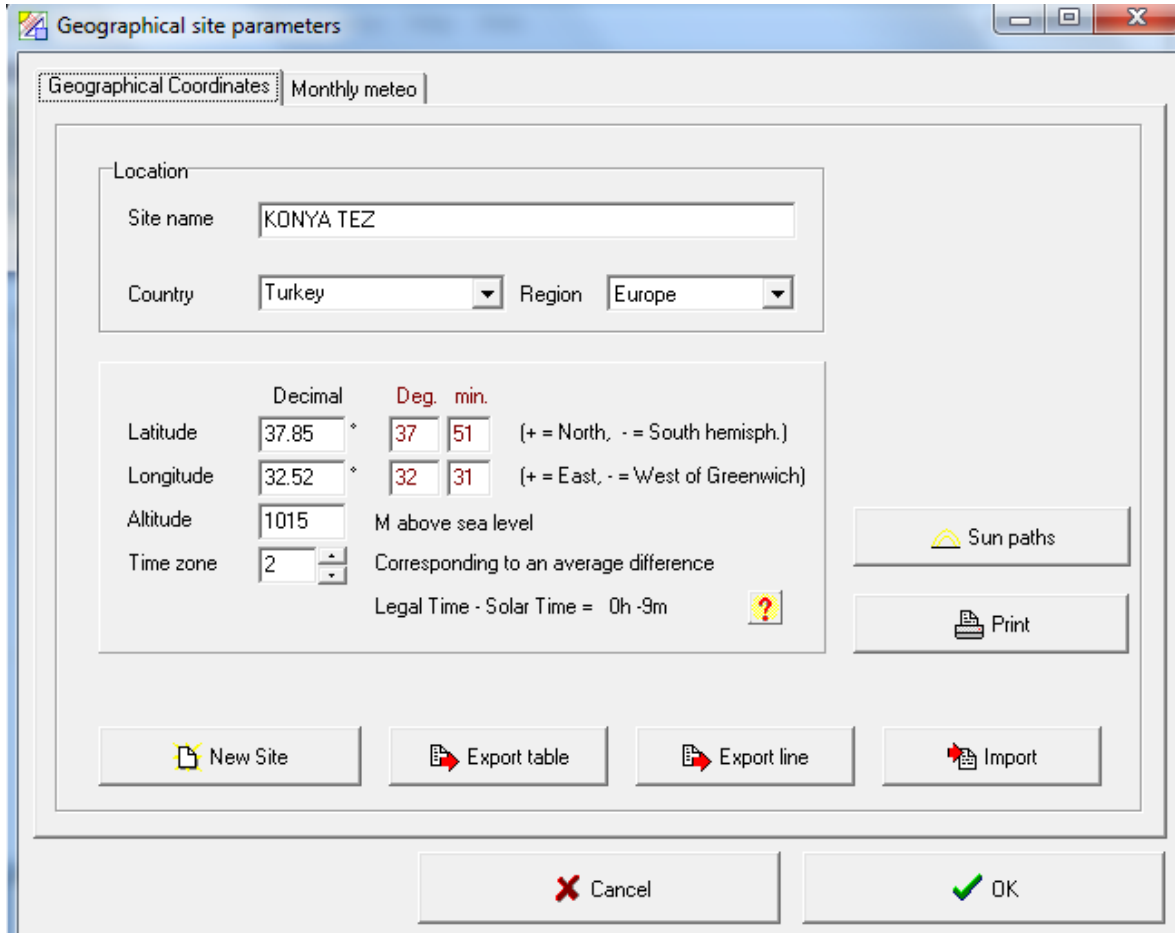 Geographical site parameters
Geographical Coordinates Monthly meteo
Location
Site name KONYA TEZ
Country Turkey Region Europe
Decimal Deg. min.
Latitude 37.85 ° 37 51 (+ = North, - = South hemisph.)
Longitude 32.52 ° 32 31 (+ = East, - = West of Greenwich)
Altitude 1015 M above sea level
Time zone 2 Corresponding to an average difference
Legal Time - Solar Time = 0h -9m ?
Sun paths
Print
New Site Export table Export line Import
Cancel OK